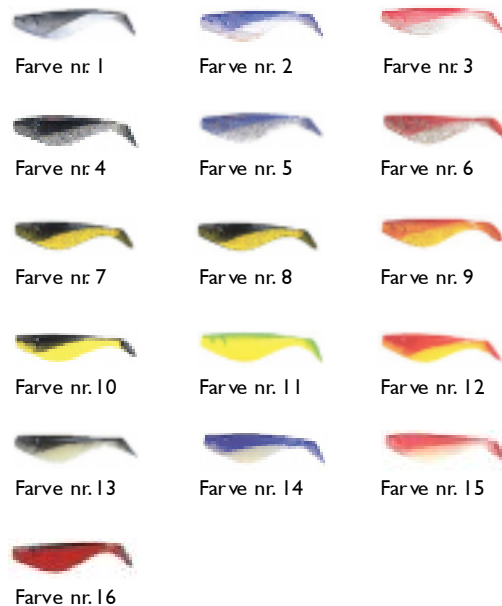 Farve nr. 1
Farve nr. 2
Farve nr. 3
Farve nr. 4
Farve nr. 5
Farve nr. 6
Farve nr. 7
Farve nr. 8
Farve nr. 9
Farve nr. 10
Farve nr. 11
Farve nr. 12
Farve nr. 13
Farve nr. 14
Farve nr. 15
Farve nr. 16